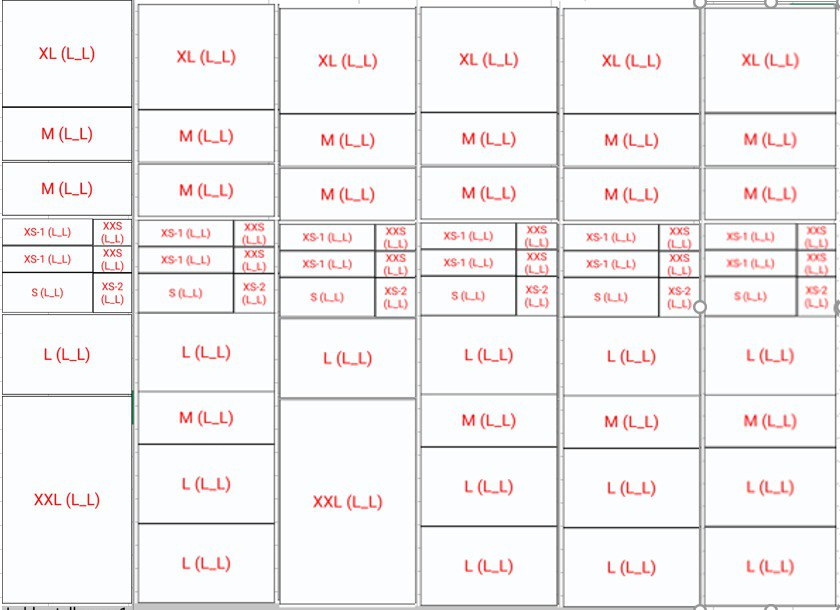 XL (L_L) XL (L_L) XL (L_L) XL (L_L) XL (L_L) XL (L_L)
M (L_L) M (L_L) M (L_L) M (L_L) M (L_L) M (L_L)
M (L_L) M (L_L) M (L_L) M (L_L) M (L_L) M (L_L)
XS-1 (L_L) XXS (L_L) XS-1 (L_L) XXS (L_L) XS-1 (L_L) XXS (L_L) XS-1 (L_L) XXS (L_L) XS-1 (L_L) XXS (L_L) XS-1 (L_L) XXS (L_L)
XS-1 (L_L) XXS (L_L) XS-1 (L_L) XXS (L_L) XS-1 (L_L) XXS (L_L) XS-1 (L_L) XXS (L_L) XS-1 (L_L) XXS (L_L) XS-1 (L_L) XXS (L_L)
S (L_L) XS-2 (L_L) S (L_L) XS-2 (L_L) S (L_L) XS-2 (L_L) S (L_L) XS-2 (L_L) S (L_L) XS-2 (L_L) S (L_L) XS-2 (L_L)
L (L_L) L (L_L) L (L_L) L (L_L) L (L_L) L (L_L)
M (L_L) M (L_L) M (L_L) M (L_L)
XXL (L_L) L (L_L) XXL (L_L) L (L_L) L (L_L) L (L_L)
L (L_L) L (L_L) L (L_L) L (L_L)